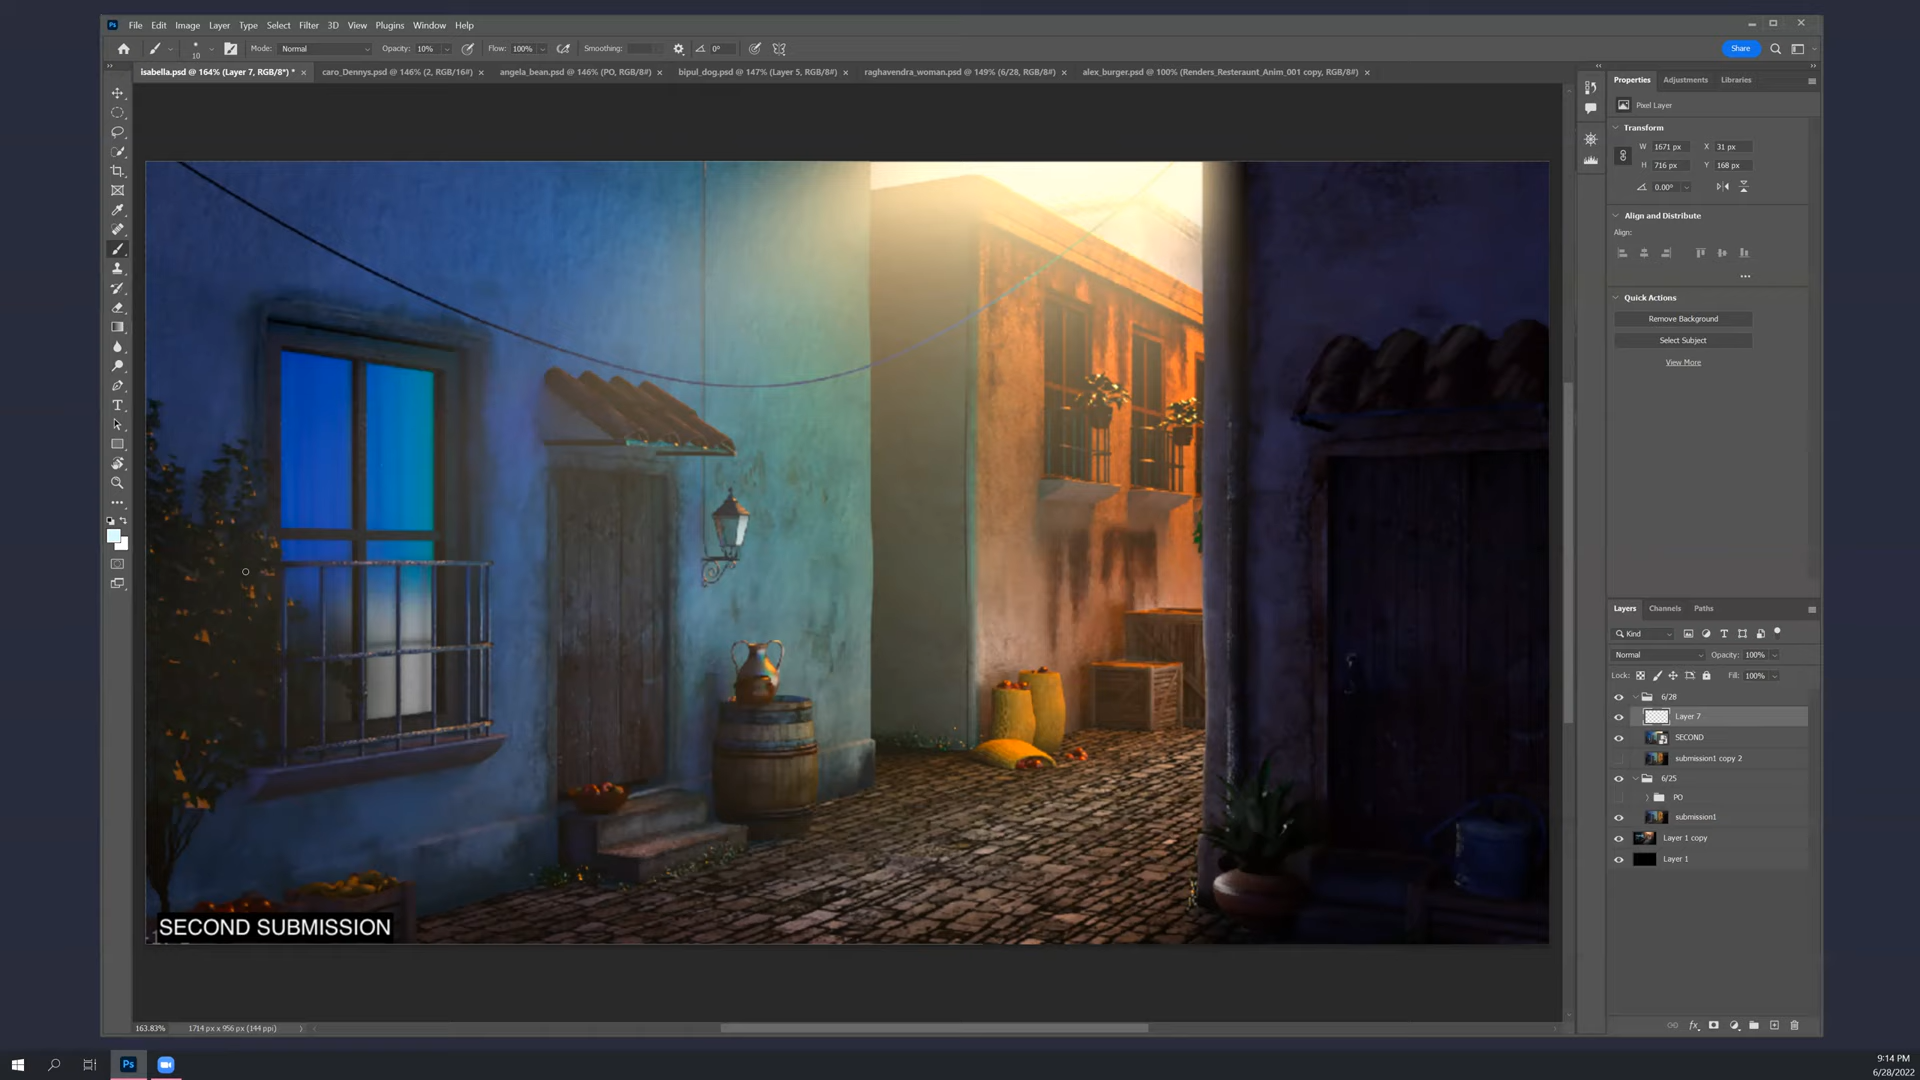 Ps File Edit Image Layer Type Select Filter 3D View Plugins Window Help
10 Mode: Normal Opacity: 10% Flow: 100% Smoothing: 0° Share
isabella.psd @ 164% (Layer 7, RGB/8*) * × caro_Dennys.psd @ 146% (2, RGB/16#) × angela_bean.psd @ 146% (PO, RGB/8#) × bipul_dog.psd @ 147% (Layer 5, RGB/8#) × raghavendra_woman.psd @ 149% (6/28, RGB/8#) × alex_burger.psd @ 100% (Renders_Resteraunt_Anim_001 copy, RGB/8#) ×
Properties Adjustments Libraries
Pixel Layer
Transform
W 1671 px X 31 px
H 716 px Y 168 px
0.00°
Align and Distribute
Align:
Quick Actions
Remove Background
Select Subject
View More
Layers Channels Paths
Kind
Normal Opacity: 100%
Lock: Fill: 100%
6/28
Layer 7
SECOND
submission1 copy 2
6/25
PO
submission1
Layer 1 copy
Layer 1
SECOND SUBMISSION
163.83% 1714 px x 956 px (144 ppi)
Ps
9:14 PM
6/28/2022